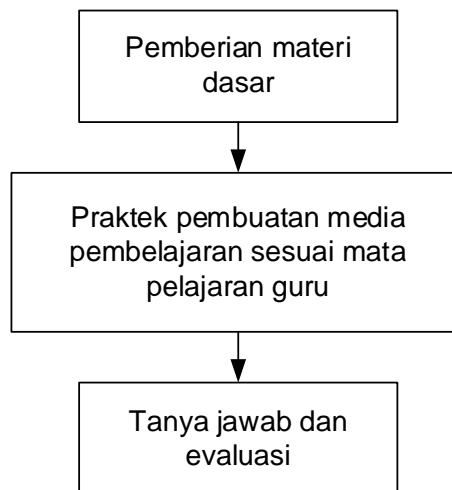 Pemberian materi
dasar
Praktek pembuatan media
pembelajaran sesuai mata
pelajaran guru
Tanya jawab dan
evaluasi